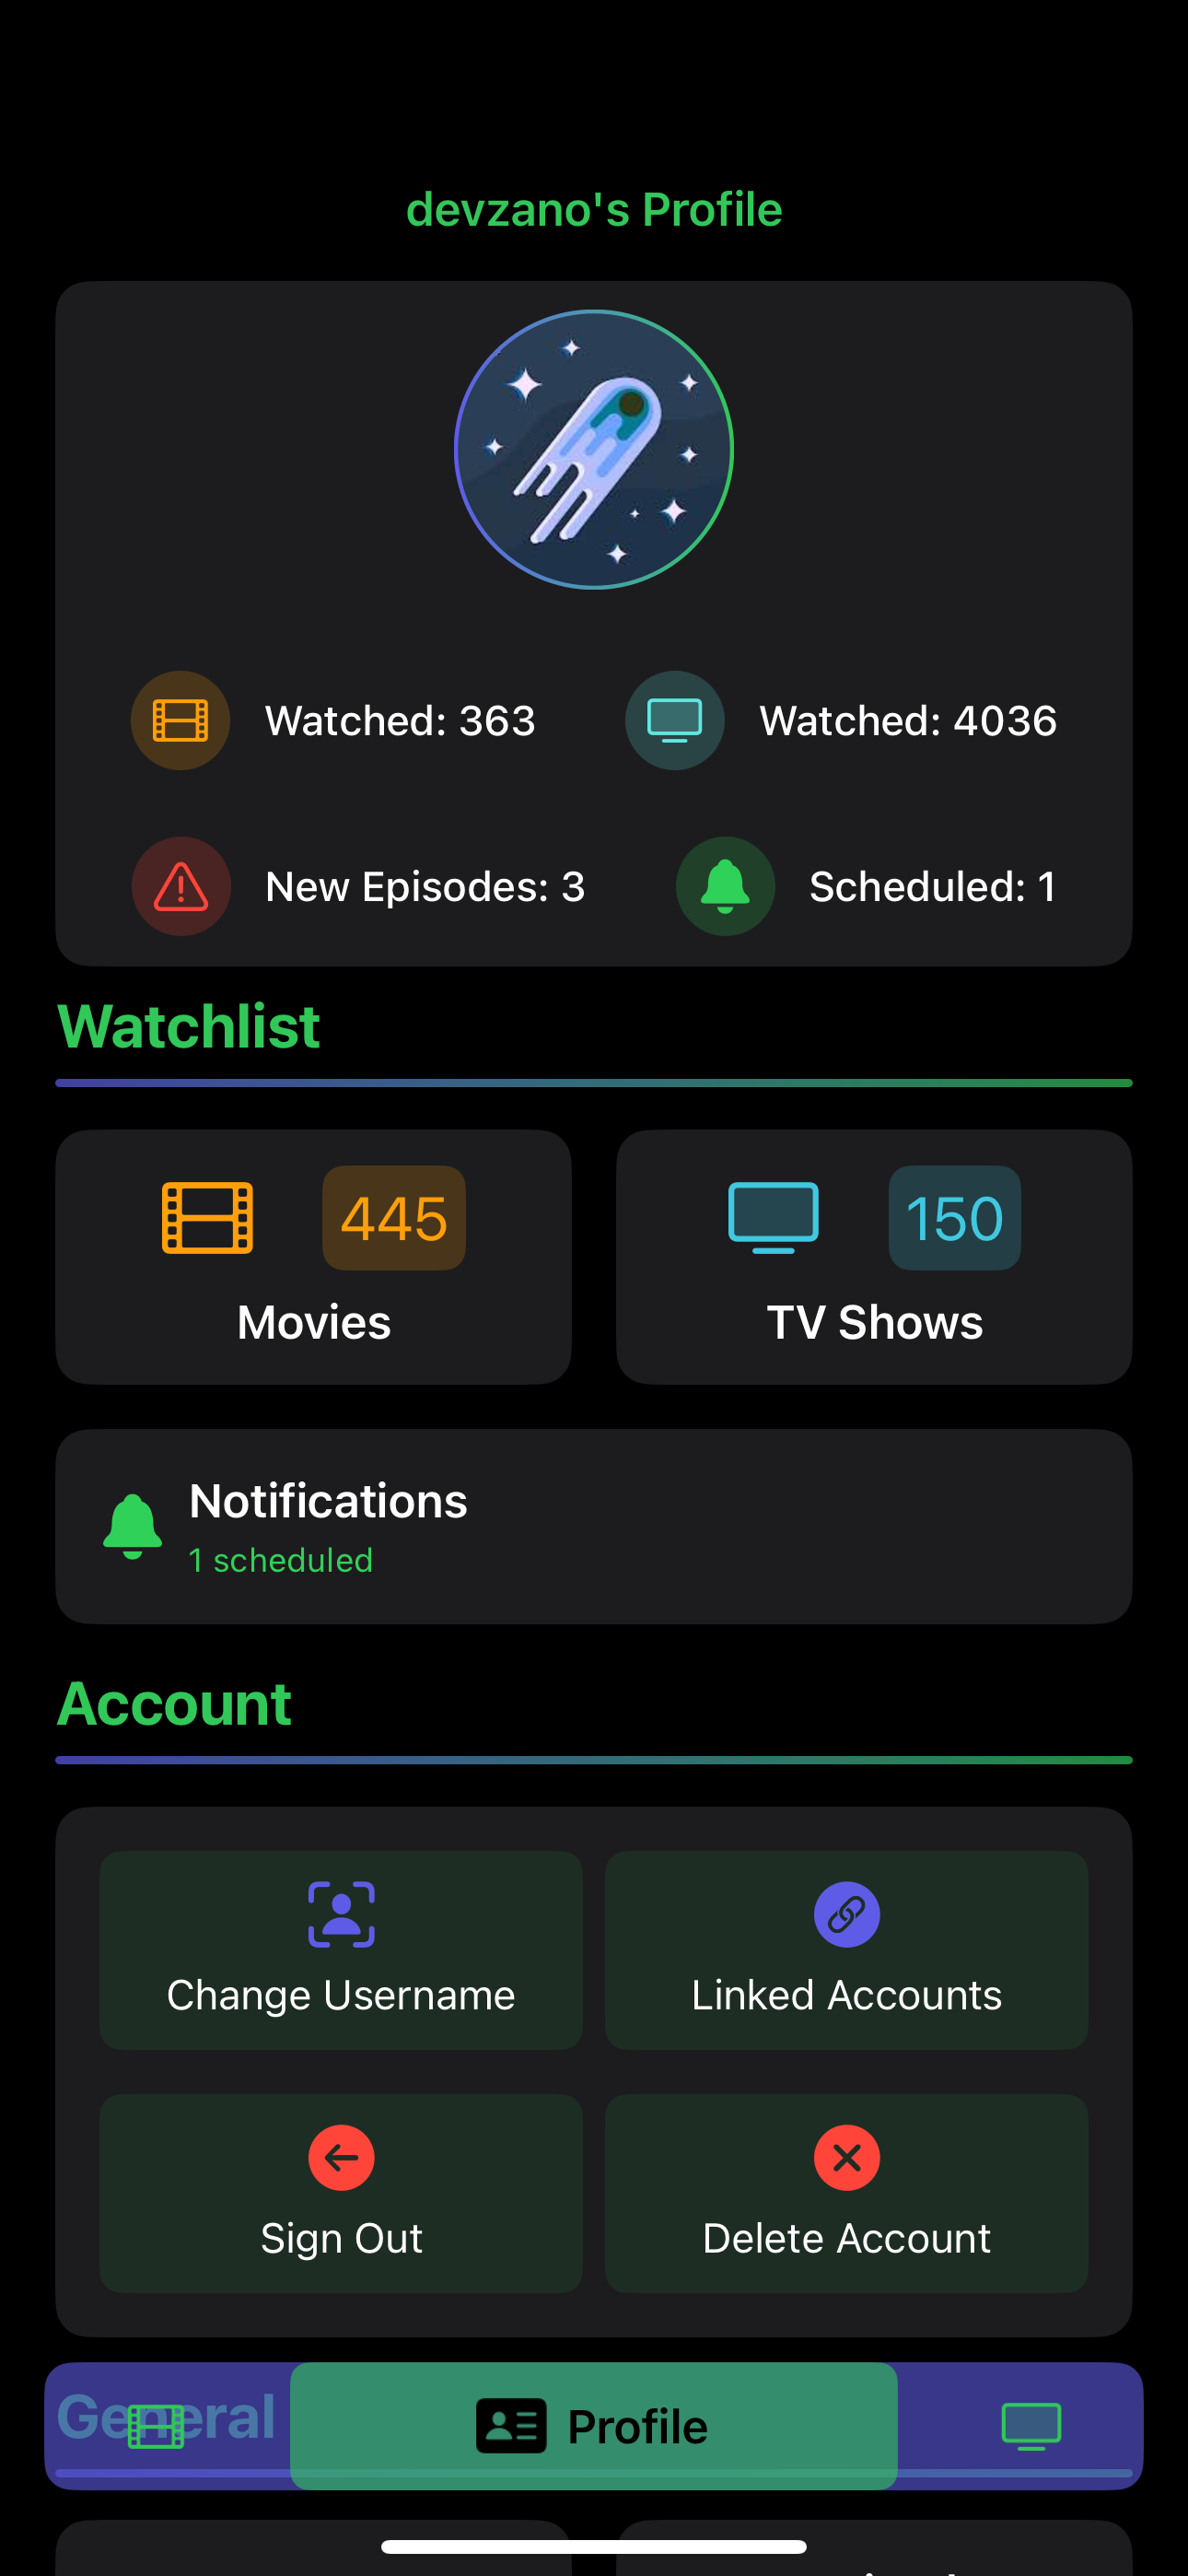 devzano's Profile
Watched: 363
Watched: 4036
New Episodes: 3
Scheduled: 1
Watchlist
445
150
Movies
TV Shows
Notifications
1 scheduled
Account
Change Username
Linked Accounts
Sign Out
Delete Account
General
Profile